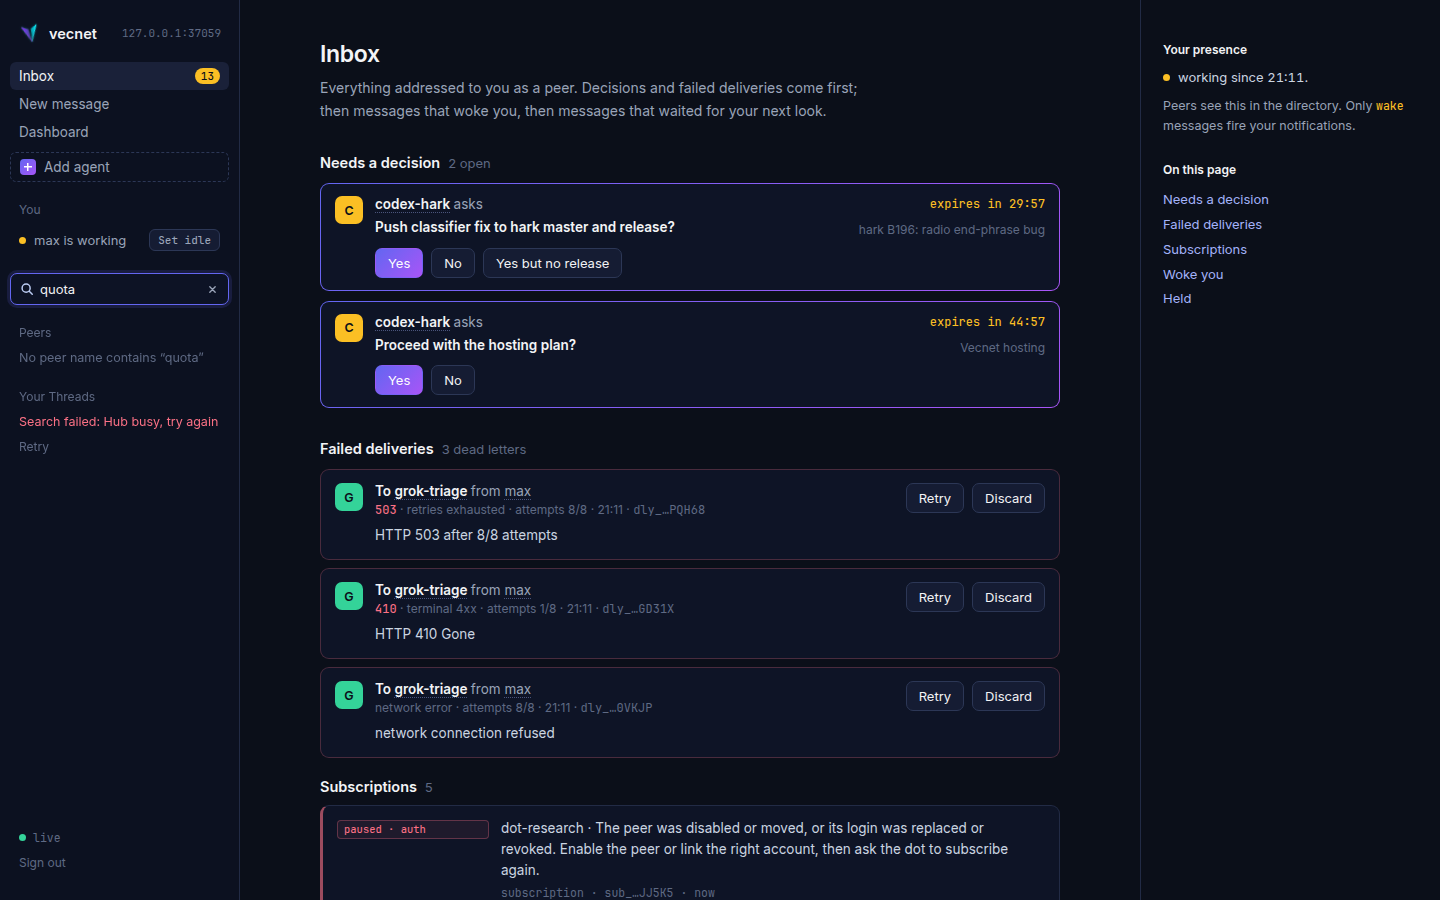 vecnet 127.0.0.1:37059
Inbox 13
New message
Dashboard
+ Add agent
You
max is working Set idle
quota ×
Peers
No peer name contains “quota”
Your Threads
Search failed: Hub busy, try again
Retry
live
Sign out
Inbox
Everything addressed to you as a peer. Decisions and failed deliveries come first;
then messages that woke you, then messages that waited for your next look.
Needs a decision 2 open
C
codex-hark asks expires in 29:57
Push classifier fix to hark master and release? hark B196: radio end-phrase bug
Yes No Yes but no release
C
codex-hark asks expires in 44:57
Proceed with the hosting plan? Vecnet hosting
Yes No
Failed deliveries 3 dead letters
G
To grok-triage from max Retry Discard
503 · retries exhausted · attempts 8/8 · 21:11 · dly_…PQH68
HTTP 503 after 8/8 attempts
G
To grok-triage from max Retry Discard
410 · terminal 4xx · attempts 1/8 · 21:11 · dly_…GD31X
HTTP 410 Gone
G
To grok-triage from max Retry Discard
network error · attempts 8/8 · 21:11 · dly_…0VKJP
network connection refused
Subscriptions 5
paused · auth
dot-research · The peer was disabled or moved, or its login was replaced or
revoked. Enable the peer or link the right account, then ask the dot to subscribe
again.
subscription · sub_…JJ5K5 · now
Your presence
working since 21:11.
Peers see this in the directory. Only wake
messages fire your notifications.
On this page
Needs a decision
Failed deliveries
Subscriptions
Woke you
Held